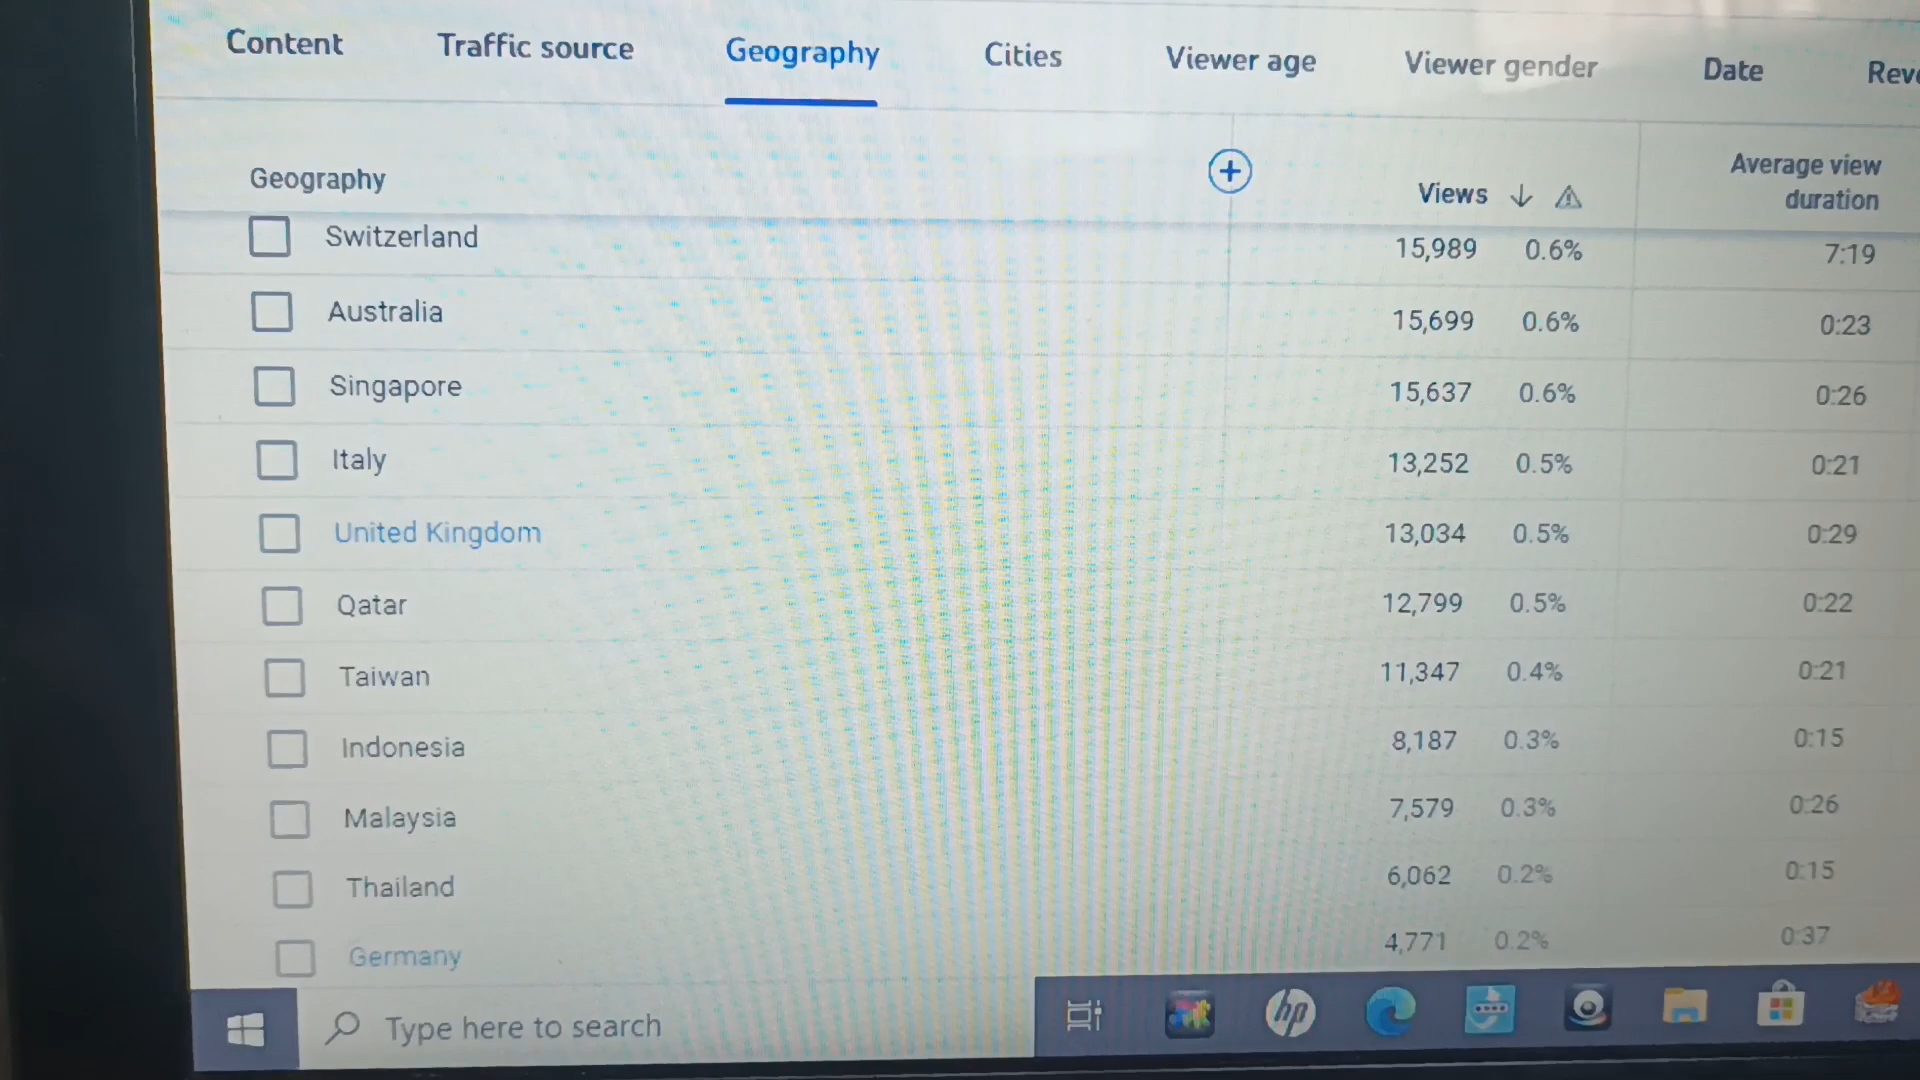 Content Traffic source Geography Cities Viewer age Viewer gender Date
Geography Views Average view duration
Switzerland 15,989 0.6% 7:19
Australia 15,699 0.6% 0:23
Singapore 15,637 0.6% 0:26
Italy 13,252 0.5% 0:21
United Kingdom 13,034 0.5% 0:29
Qatar 12,799 0.5% 0:22
Taiwan 11,347 0.4% 0:21
Indonesia 8,187 0.3% 0:15
Malaysia 7,579 0.3% 0:26
Thailand 6,062 0.2% 0:15
Germany 4,771 0.2% 0:37
Type here to search
hp